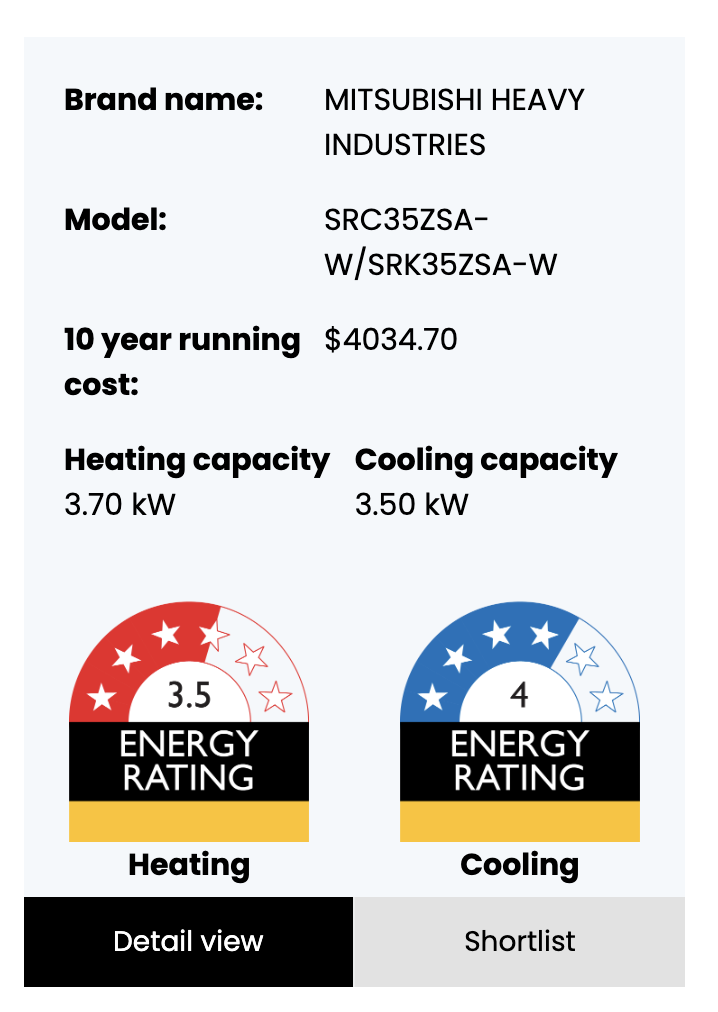 Brand name: MITSUBISHI HEAVY
INDUSTRIES
Model: SRC35ZSA-
W/SRK35ZSA-W
10 year running $4034.70
cost:
Heating capacity Cooling capacity
3.70 kW 3.50 kW
3.5 4
ENERGY ENERGY
RATING RATING
Heating Cooling
Detail view Shortlist